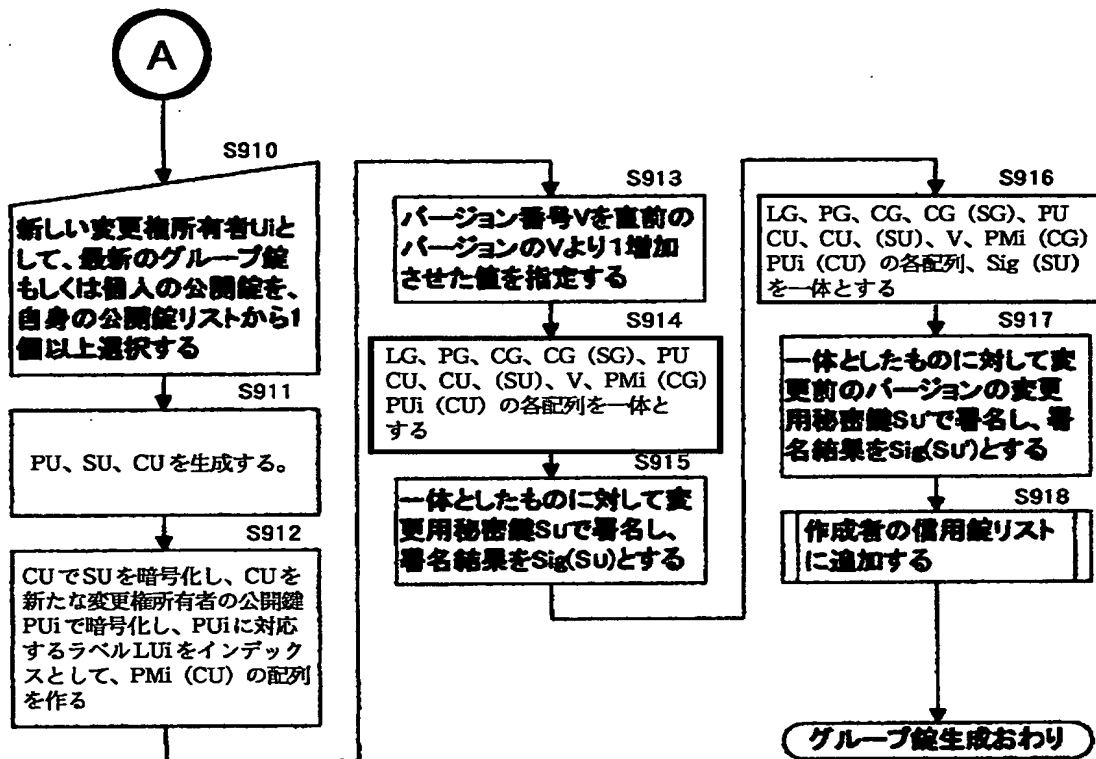 A
S910
新しい変更権所有者Uiと
して、最新のグループ錠
もしくは個人の公開錠を、
自身の公開錠リストから1
個以上選択する
S911
PU、SU、CUを生成する。
S912
CUでSUを暗号化し、CUを
新たな変更権所有者の公開鍵
PUiで暗号化し、PUiに対応
するラベルLUiをインデック
スとして、PMi（CU）の配列
を作る
S913
バージョン番号Vを直前の
バージョンのVより1増加
させた値を指定する
S914
LG、PG、CG、CG（SG）、PU
CU、CU、（SU）、V、PMi（CG）
PUi（CU）の各配列を一体と
する
S915
一体としたものに対して変
更用秘密鍵SUで署名し、
署名結果をSig(SU)とする
S916
LG、PG、CG、CG（SG）、PU
CU、CU、（SU）、V、PMi（CG）
PUi（CU）の各配列、Sig（SU）
を一体とする
S917
一体としたものに対して変
更前のバージョンの変更
用秘密鍵SU'で署名し、署
名結果をSig(SU')とする
S918
作成者の信用錠リスト
に追加する
グループ錠生成おわり